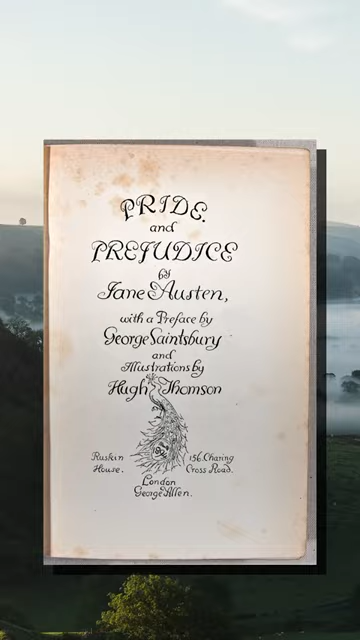 PRIDE.
and
PREJUDICE
by
Jane Austen,
with a Preface by
George Saintsbury
and
Illustrations by
Hugh Thomson
1894
Ruskin 156. Charing
House. Cross Road.
London
George Allen.